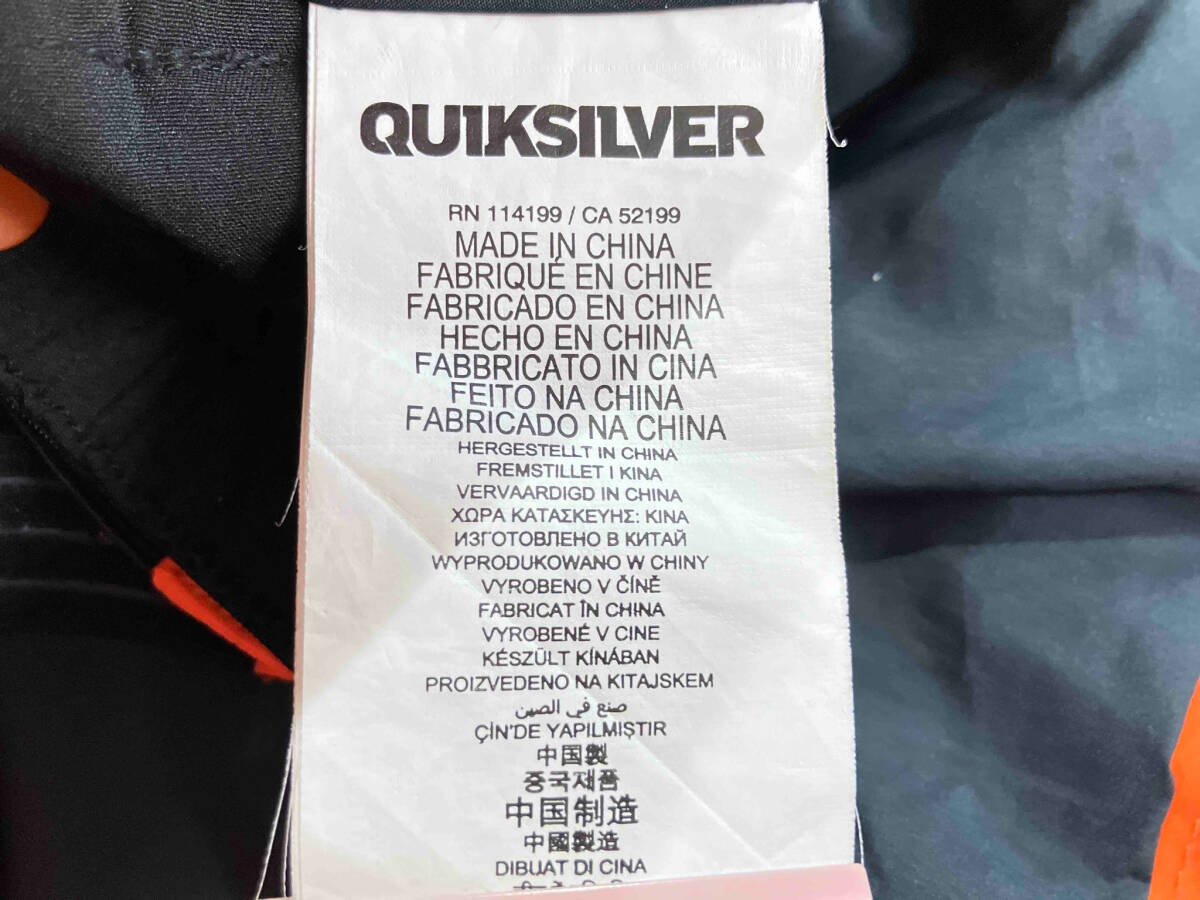 QUIKSILVER
RN 114199 / CA 52199
MADE IN CHINA
FABRIQUÉ EN CHINE
FABRICADO EN CHINA
HECHO EN CHINA
FABBRICATO IN CINA
FEITO NA CHINA
FABRICADO NA CHINA
HERGESTELLT IN CHINA
FREMSTILLET I KINA
VERVAARDIGD IN CHINA
ΧΩΡΑ ΚΑΤΑΣΚΕΥΗΣ: ΚΙΝΑ
ИЗГОТОВЛЕНО В КИТАЙ
WYPRODUKOWANO W CHINY
VYROBENO V ČÍNĚ
FABRICAT ÎN CHINA
VYROBENÉ V CINE
KÉSZÜLT KÍNÁBAN
PROIZVEDENO NA KITAJSKEM
صنع في الصين
ÇİN'DE YAPILMIŞTIR
中国製
중국제품
中国制造
中國製造
DIBUAT DI CINA